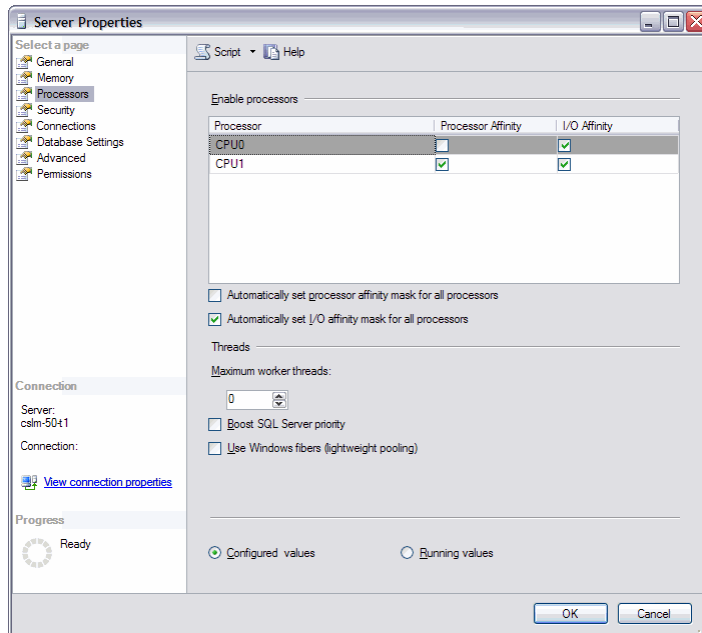 Server Properties
Select a page
General
Memory
Processors
Security
Connections
Database Settings
Advanced
Permissions
Connection
Server:
cslm-50-t1
Connection:
View connection properties
Progress
Ready
Script Help
Enable processors
Processor Processor Affinity I/O Affinity
CPU0
CPU1
Automatically set processor affinity mask for all processors
Automatically set I/O affinity mask for all processors
Threads
Maximum worker threads:
0
Boost SQL Server priority
Use Windows fibers (lightweight pooling)
Configured values Running values
OK Cancel